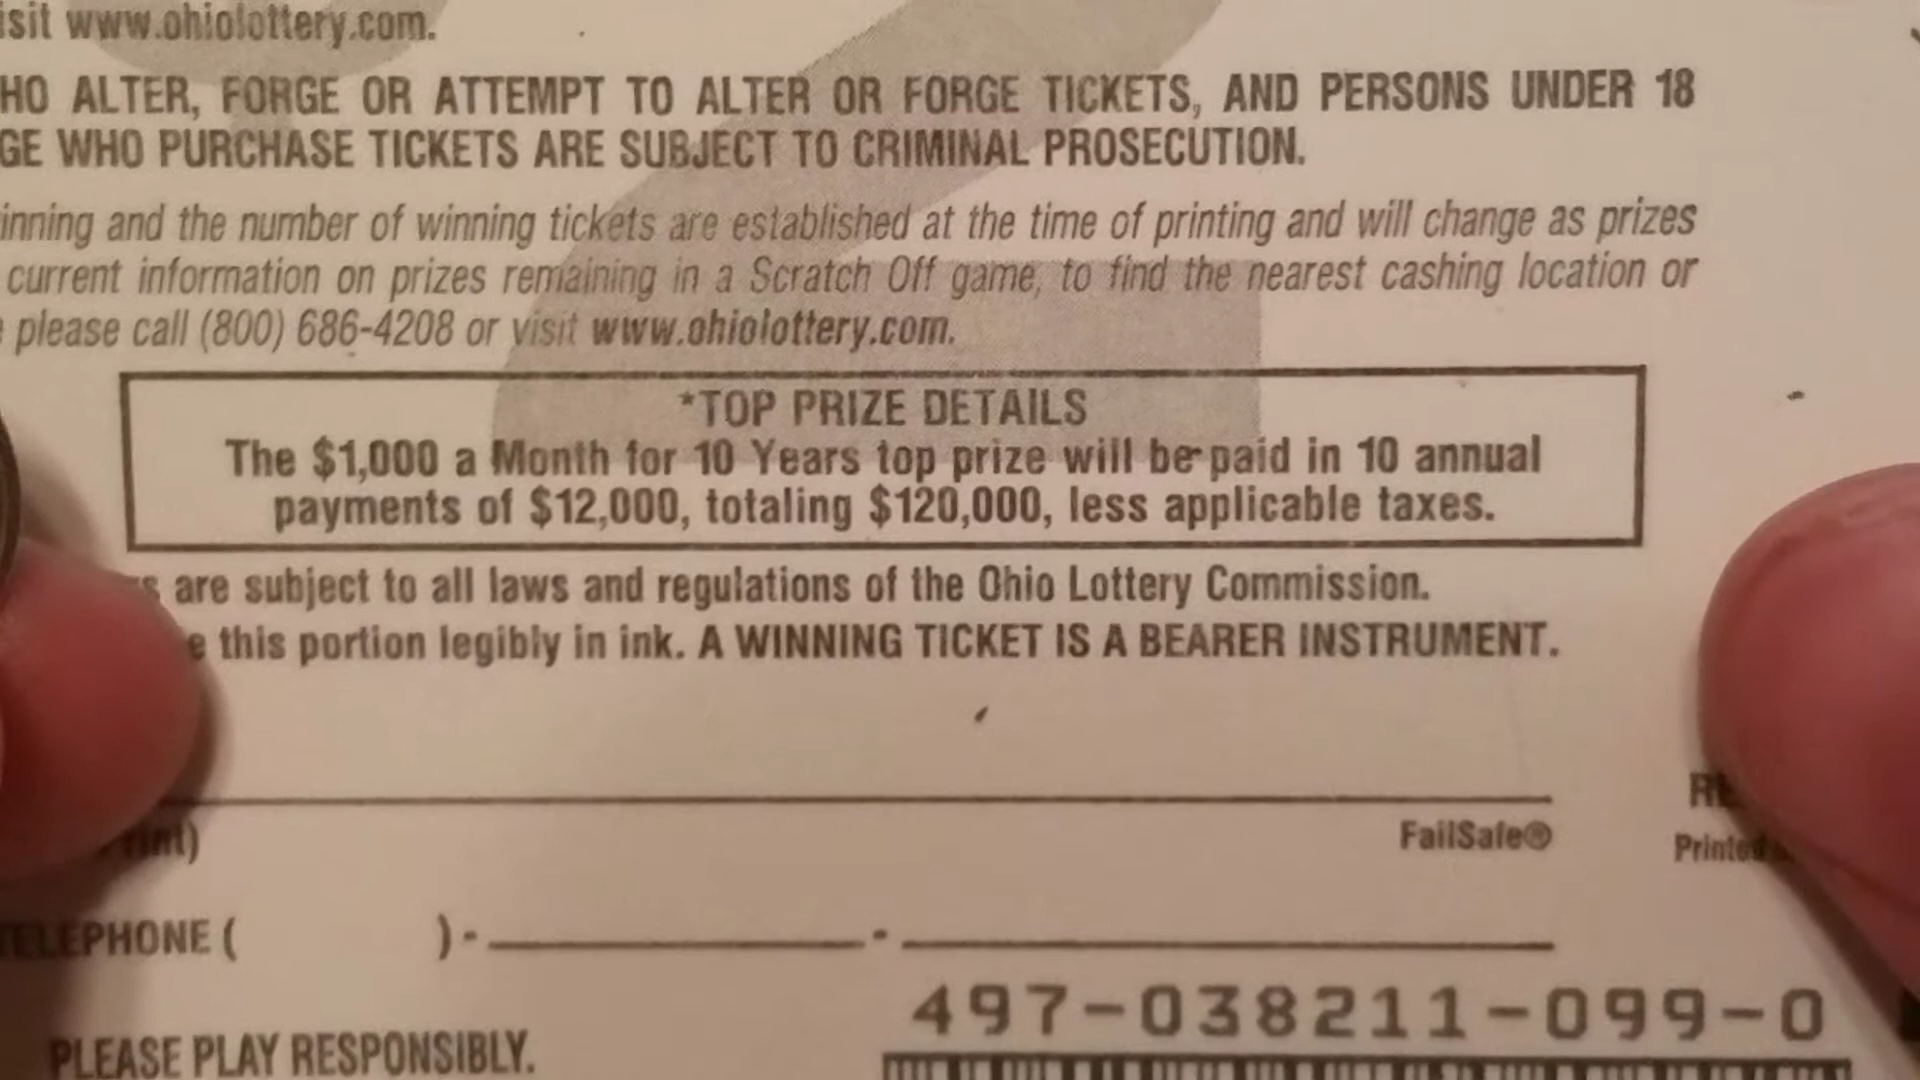 isit www.ohiolottery.com.
HO ALTER, FORGE OR ATTEMPT TO ALTER OR FORGE TICKETS, AND PERSONS UNDER 18
GE WHO PURCHASE TICKETS ARE SUBJECT TO CRIMINAL PROSECUTION.
inning and the number of winning tickets are established at the time of printing and will change as prizes
current information on prizes remaining in a Scratch Off game, to find the nearest cashing location or
please call (800) 686-4208 or visit www.ohiolottery.com.
*TOP PRIZE DETAILS
The $1,000 a Month for 10 Years top prize will be paid in 10 annual
payments of $12,000, totaling $120,000, less applicable taxes.
s are subject to all laws and regulations of the Ohio Lottery Commission.
e this portion legibly in ink. A WINNING TICKET IS A BEARER INSTRUMENT.
rint)
FailSafe®
Printed
TELEPHONE ( ) - -
497-038211-099-0
PLEASE PLAY RESPONSIBLY.